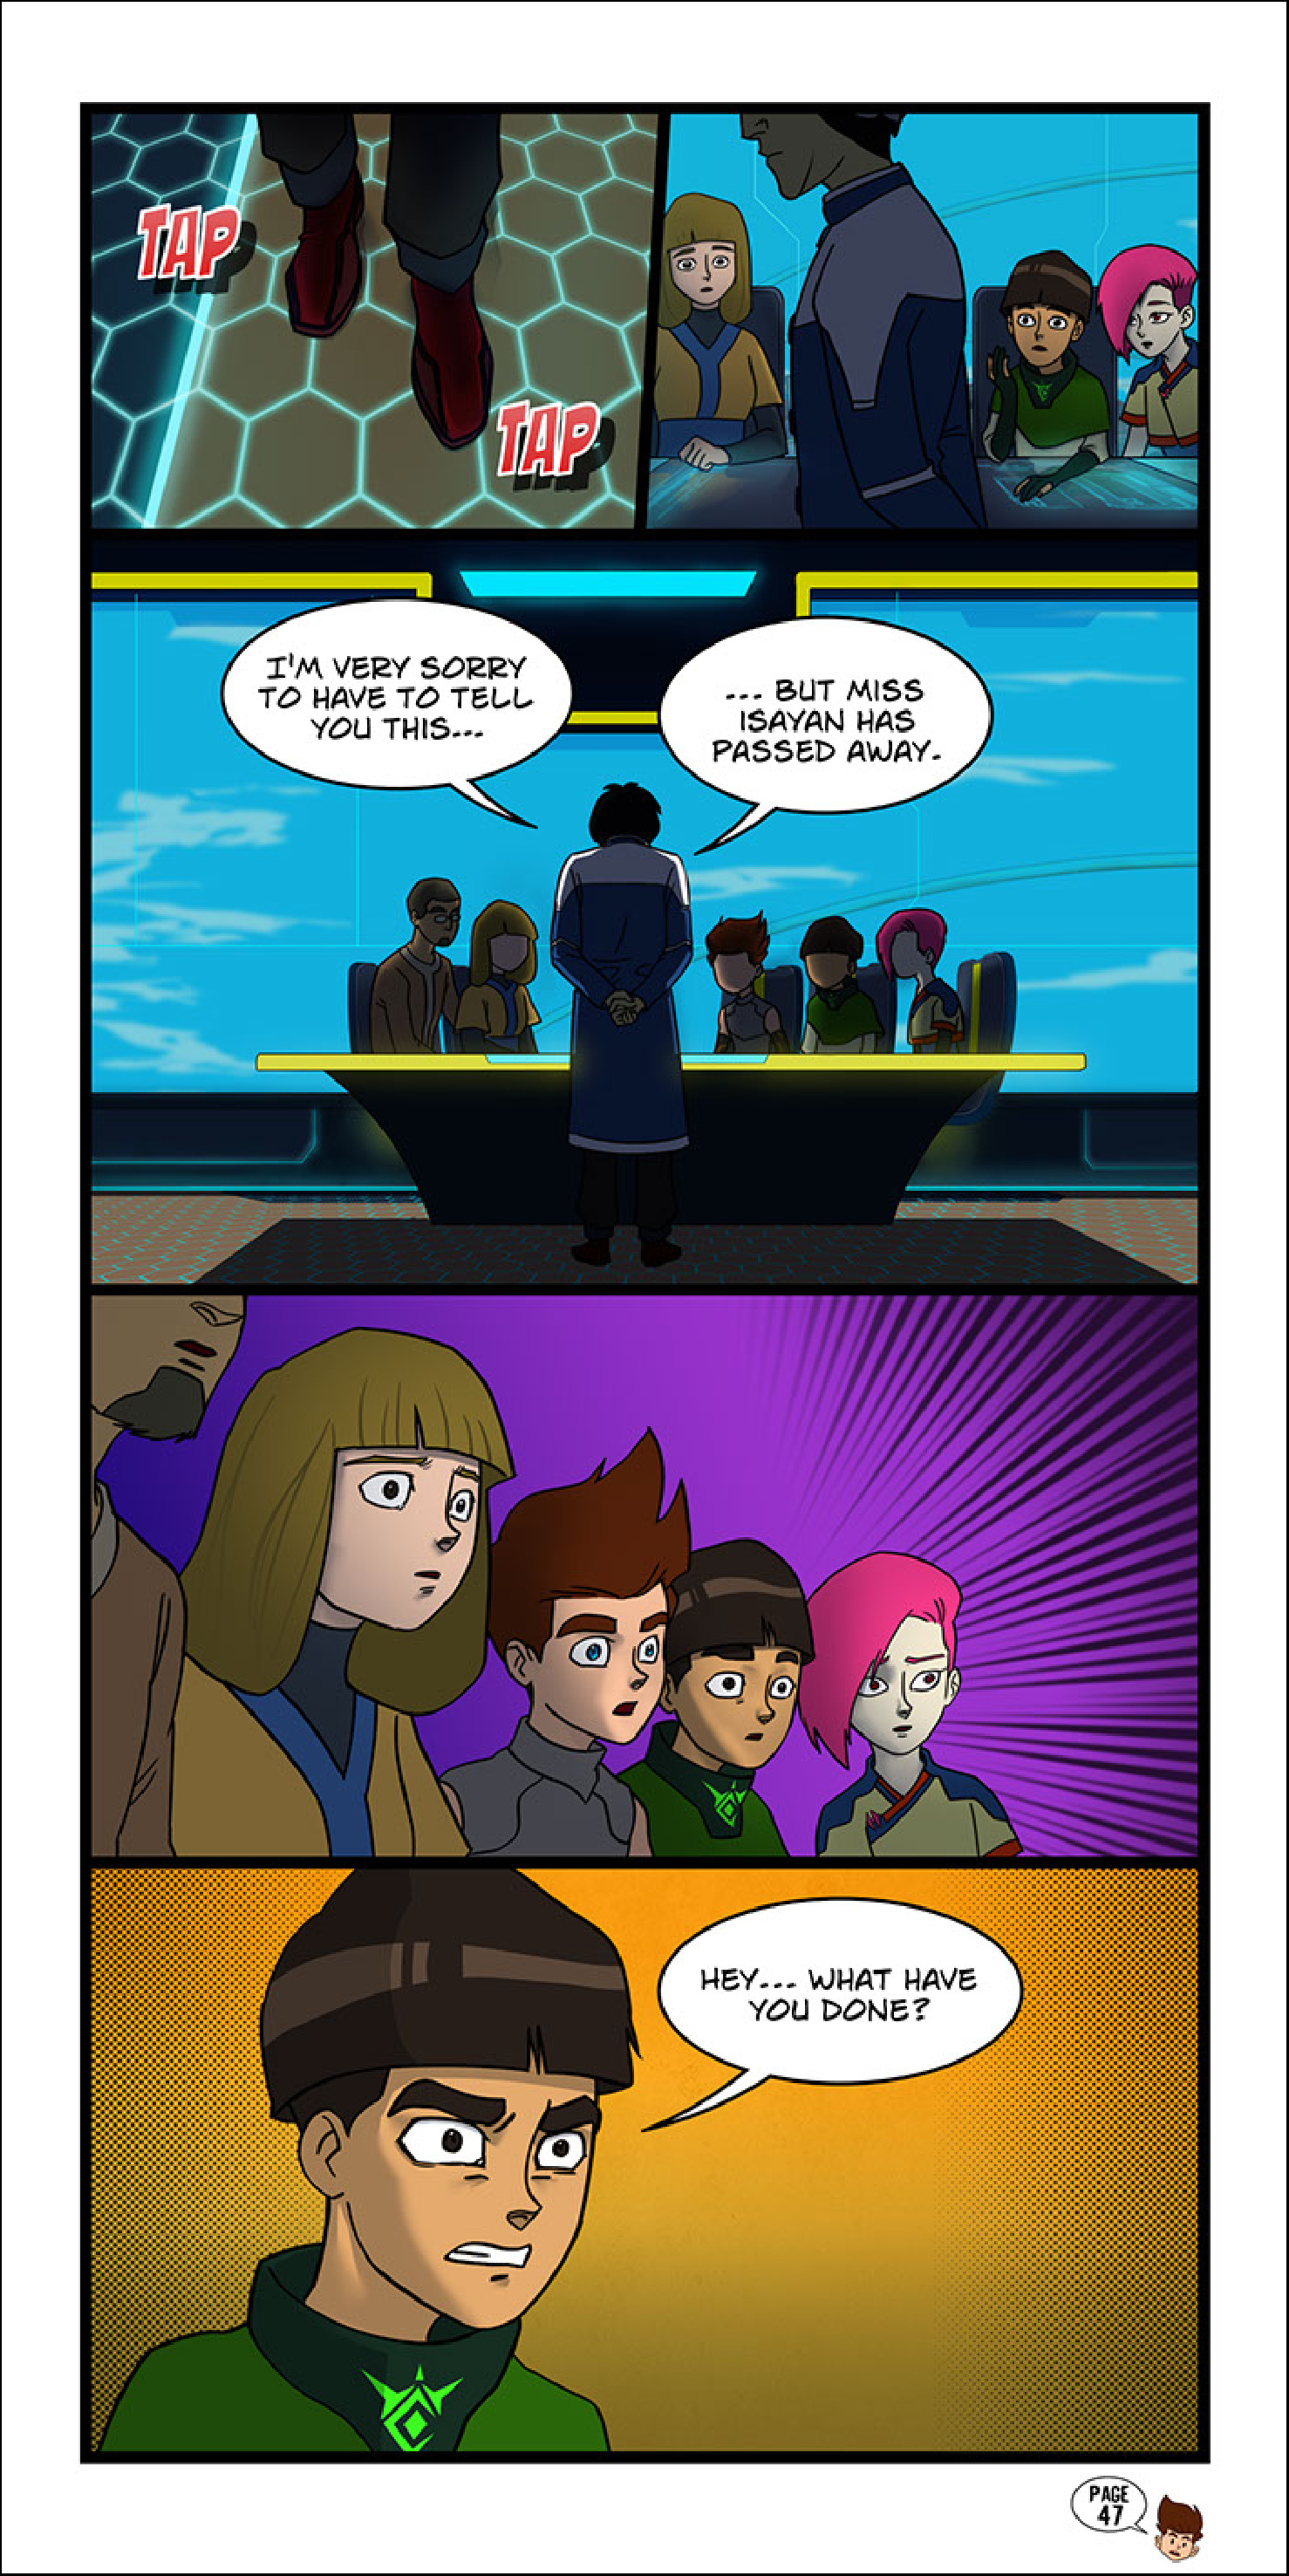 TAP
TAP
I'M VERY SORRY
TO HAVE TO TELL
YOU THIS...
... BUT MISS
ISAYAN HAS
PASSED AWAY.
HEY... WHAT HAVE
YOU DONE?
PAGE
47